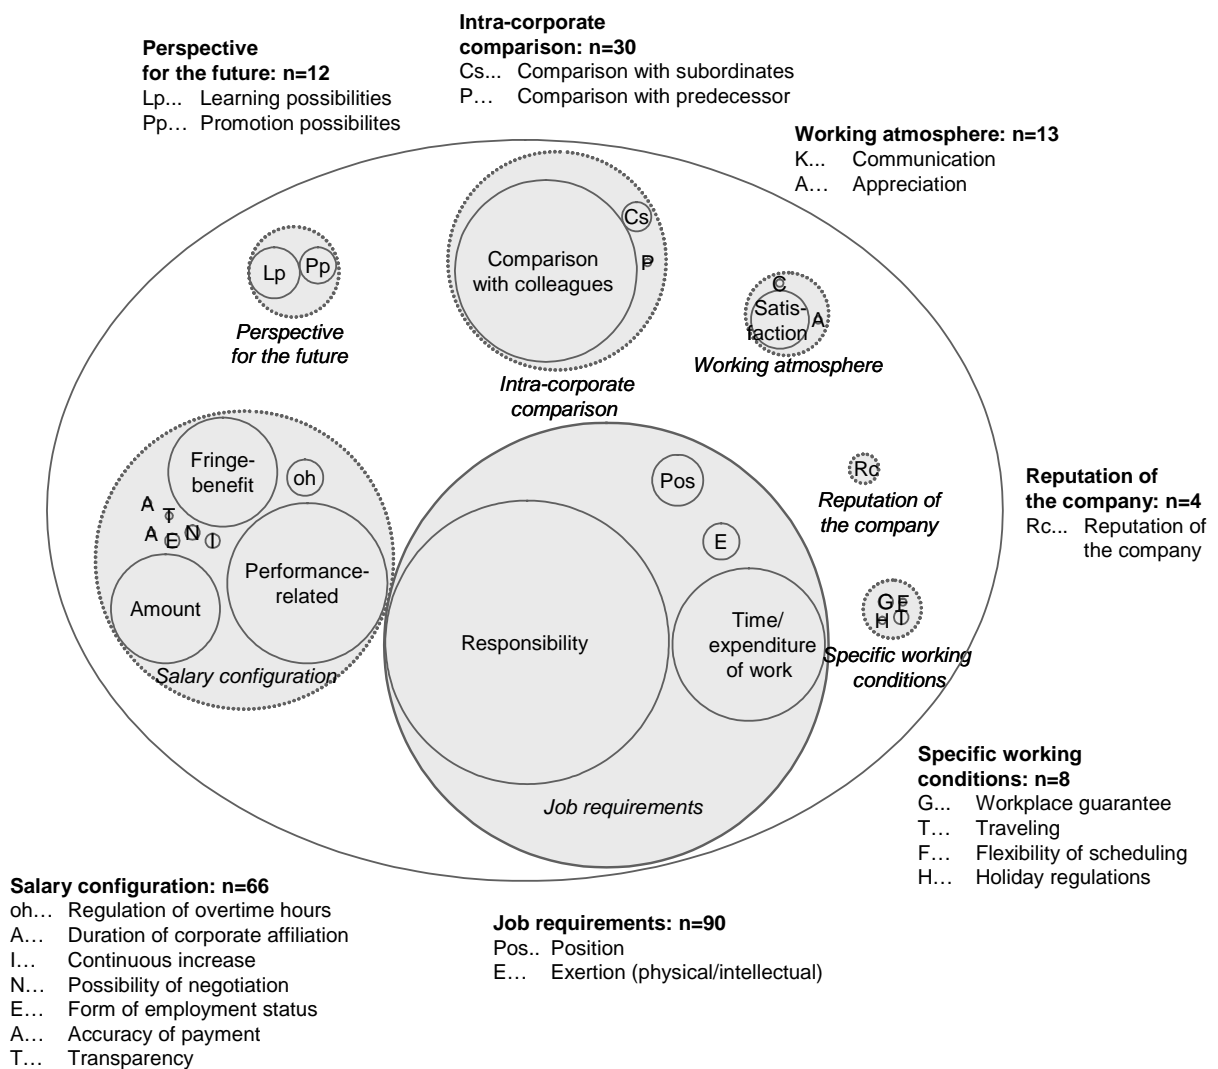 Intra-corporate
comparison: n=30
Cs... Comparison with subordinates
P… Comparison with predecessor
Perspective
for the future: n=12
Lp... Learning possibilities
Pp… Promotion possibilites
Working atmosphere: n=13
K... Communication
A… Appreciation
Cs
P
Comparison
with colleagues
Lp
Pp
C
Satis-
faction
A
Perspective
for the future
Working atmosphere
Intra-corporate
comparison
Fringe-
benefit
oh
A
T
A
E
N
I
Performance-
related
Amount
Salary configuration
Pos
E
Responsibility
Time/
expenditure
of work
Job requirements
Rc
Reputation of
the company
Reputation of
the company: n=4
Rc... Reputation of
the company
G
F
H
T
Specific working
conditions
Specific working
conditions: n=8
G... Workplace guarantee
T… Traveling
F… Flexibility of scheduling
H… Holiday regulations
Salary configuration: n=66
oh… Regulation of overtime hours
A… Duration of corporate affiliation
I… Continuous increase
N… Possibility of negotiation
E… Form of employment status
A… Accuracy of payment
T… Transparency
Job requirements: n=90
Pos.. Position
E… Exertion (physical/intellectual)